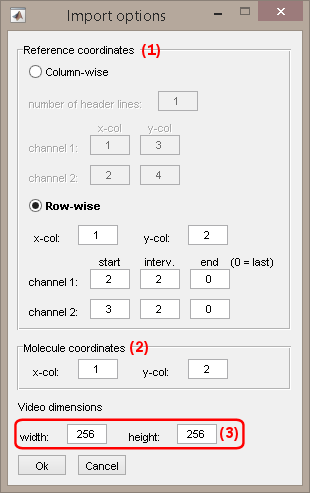 Import options
Reference coordinates (1)
Column-wise
number of header lines: 1
x-col y-col
channel 1: 1 3
channel 2: 2 4
Row-wise
x-col: 1 y-col: 2
start interv. end (0 = last)
channel 1: 2 2 0
channel 2: 3 2 0
Molecule coordinates (2)
x-col: 1 y-col: 2
Video dimensions
width: 256 height: 256 (3)
Ok Cancel